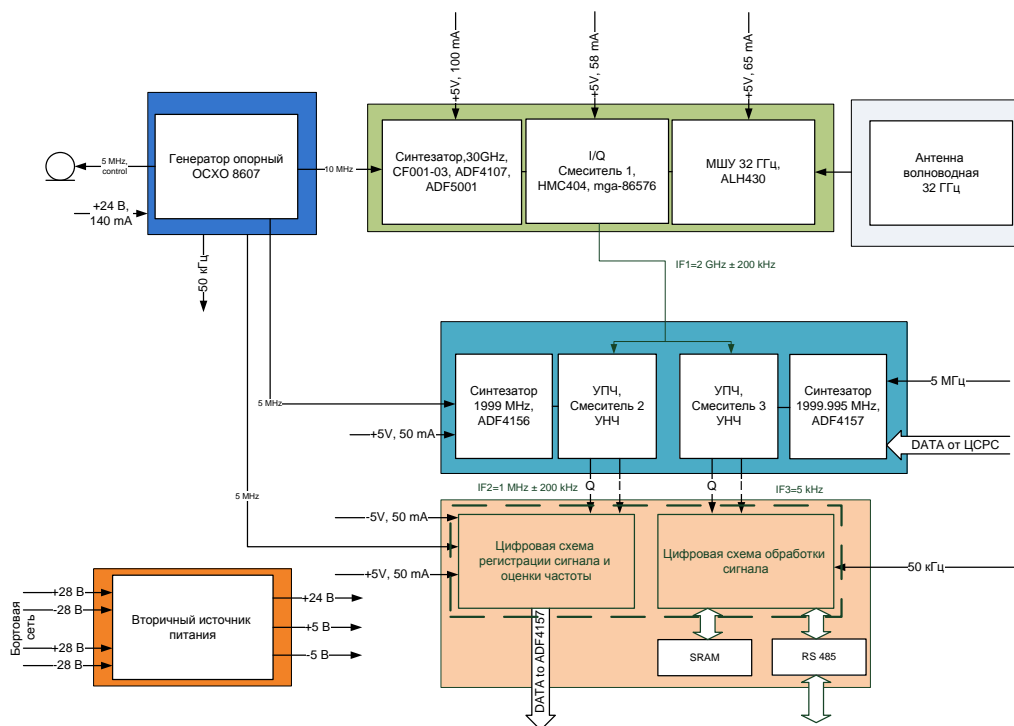 +5V, 100 mA
+5V, 58 mA
+5V, 65 mA
Генератор опорный
ОСХО 8607
5 MHz,
control
+24 В,
140 mA
50 кГц
10 MHz
Синтезатор,30GHz,
CF001-03, ADF4107,
ADF5001
I/Q
Смеситель 1,
HMC404, mga-86576
МШУ 32 ГГц,
ALH430
Антенна
волноводная
32 ГГц
IF1=2 GHz ± 200 kHz
5 MHz
+5V, 50 mA
Синтезатор
1999 MHz,
ADF4156
УПЧ,
Смеситель 2
УНЧ
УПЧ,
Смеситель 3
УНЧ
Синтезатор
1999.995 MHz,
ADF4157
5 МГц
DATA от ЦСРС
IF2=1 MHz ± 200 kHz
Q
I
Q
I
IF3=5 kHz
5 MHz
-5V, 50 mA
+5V, 50 mA
Цифровая схема
регистрации сигнала и
оценки частоты
Цифровая схема обработки
сигнала
50 кГц
DATA to ADF4157
SRAM
RS 485
Бортовая
сеть
+28 В
-28 В
+28 В
-28 В
Вторичный источник
питания
+24 В
+5 В
-5 В